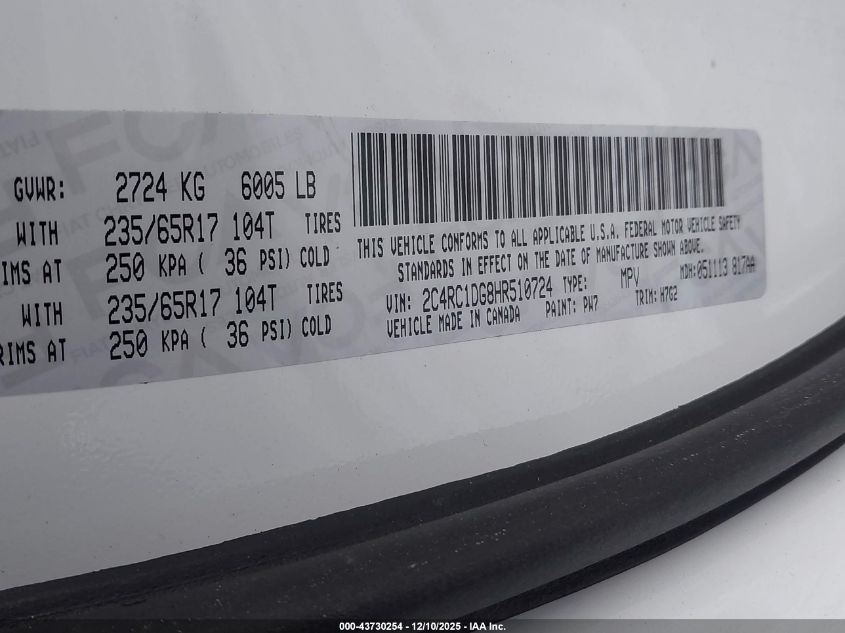 GVWR: 2724 KG 6005 LB
WITH 235/65R17 104T TIRES
RIMS AT 250 KPA ( 36 PSI) COLD
WITH 235/65R17 104T TIRES
RIMS AT 250 KPA ( 36 PSI) COLD
THIS VEHICLE CONFORMS TO ALL APPLICABLE U.S.A. FEDERAL MOTOR VEHICLE SAFETY
STANDARDS IN EFFECT ON THE DATE OF MANUFACTURE SHOWN ABOVE.
VIN: 2C4RC1DG8HR510724 TYPE: MPV MDH: 051113 817AA
VEHICLE MADE IN CANADA PAINT: PW7 TRIM: H7G2
000-43730254 - 12/10/2025 - IAA Inc.